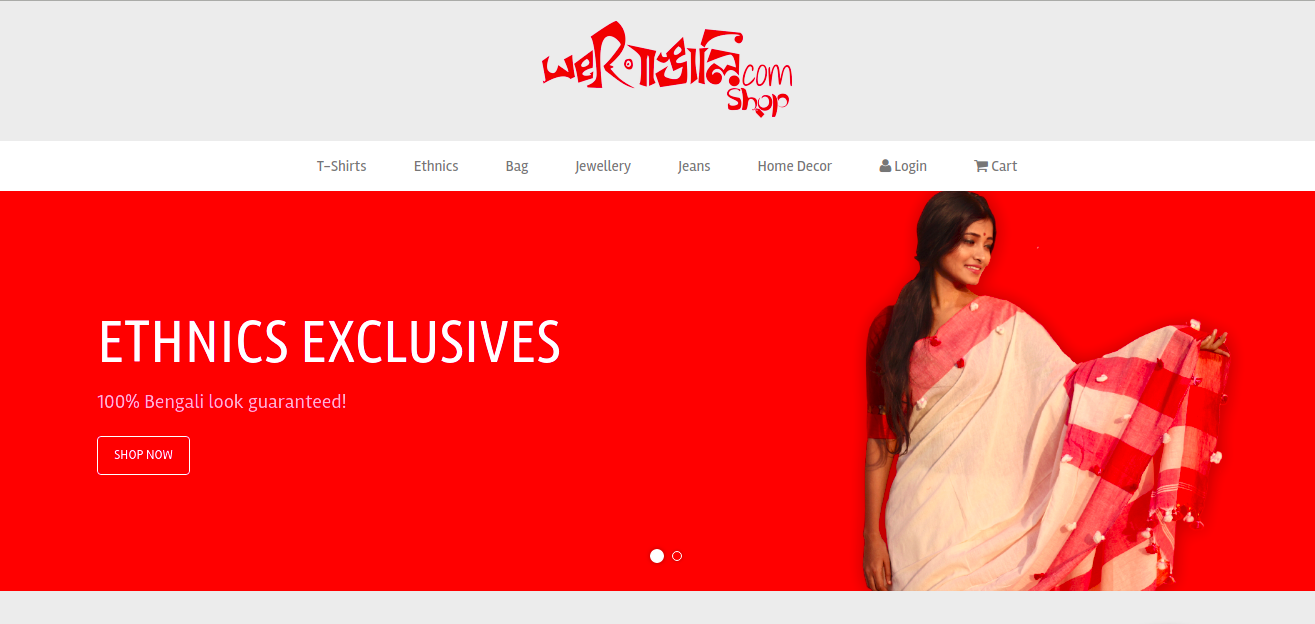 weRবাঙালি.com
Shop
T-Shirts Ethnics Bag Jewellery Jeans Home Decor Login Cart
ETHNICS EXCLUSIVES
100% Bengali look guaranteed!
SHOP NOW